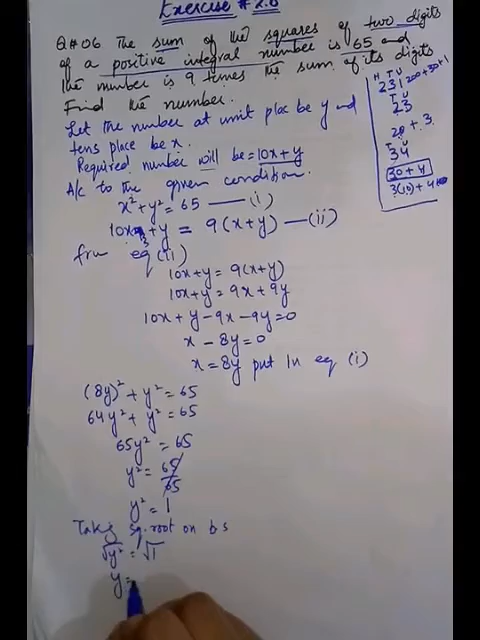 Exercise # 2.8
Q#06 The sum of the squares of two digits
of a positive integral number is 65 and
the number is 9 times the sum of its digits
Find the number.
Let the number at unit plac be y and
tens place be x.
Required number will be = 10x+y
A/c to the given condition.
x² + y² = 65 — (i)
10x + y = 9(x+y) — (ii)
from eq (ii)
10x+y = 9(x+y)
10x+y = 9x + 9y
10x + y - 9x - 9y = 0
x - 8y = 0
x = 8y put in eq (i)
(8y)² + y² = 65
64y² + y² = 65
65y² = 65
y² = 65/65
y² = 1
Taking sq. root on b s
√y² = √1
y =
H T U
231 200+30+1
T U
23
20 + 3
T U
34
30 + 4
3(10) + 4